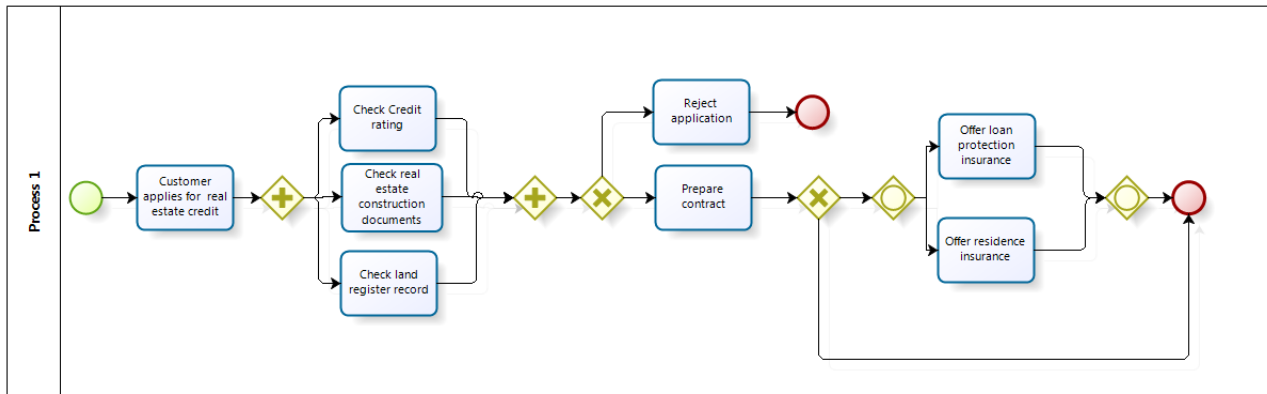 Process 1
Customer
applies for real
estate credit
Check Credit
rating
Check real
estate
construction
documents
Check land
register record
Reject
application
Prepare
contract
Offer loan
protection
insurance
Offer residence
insurance